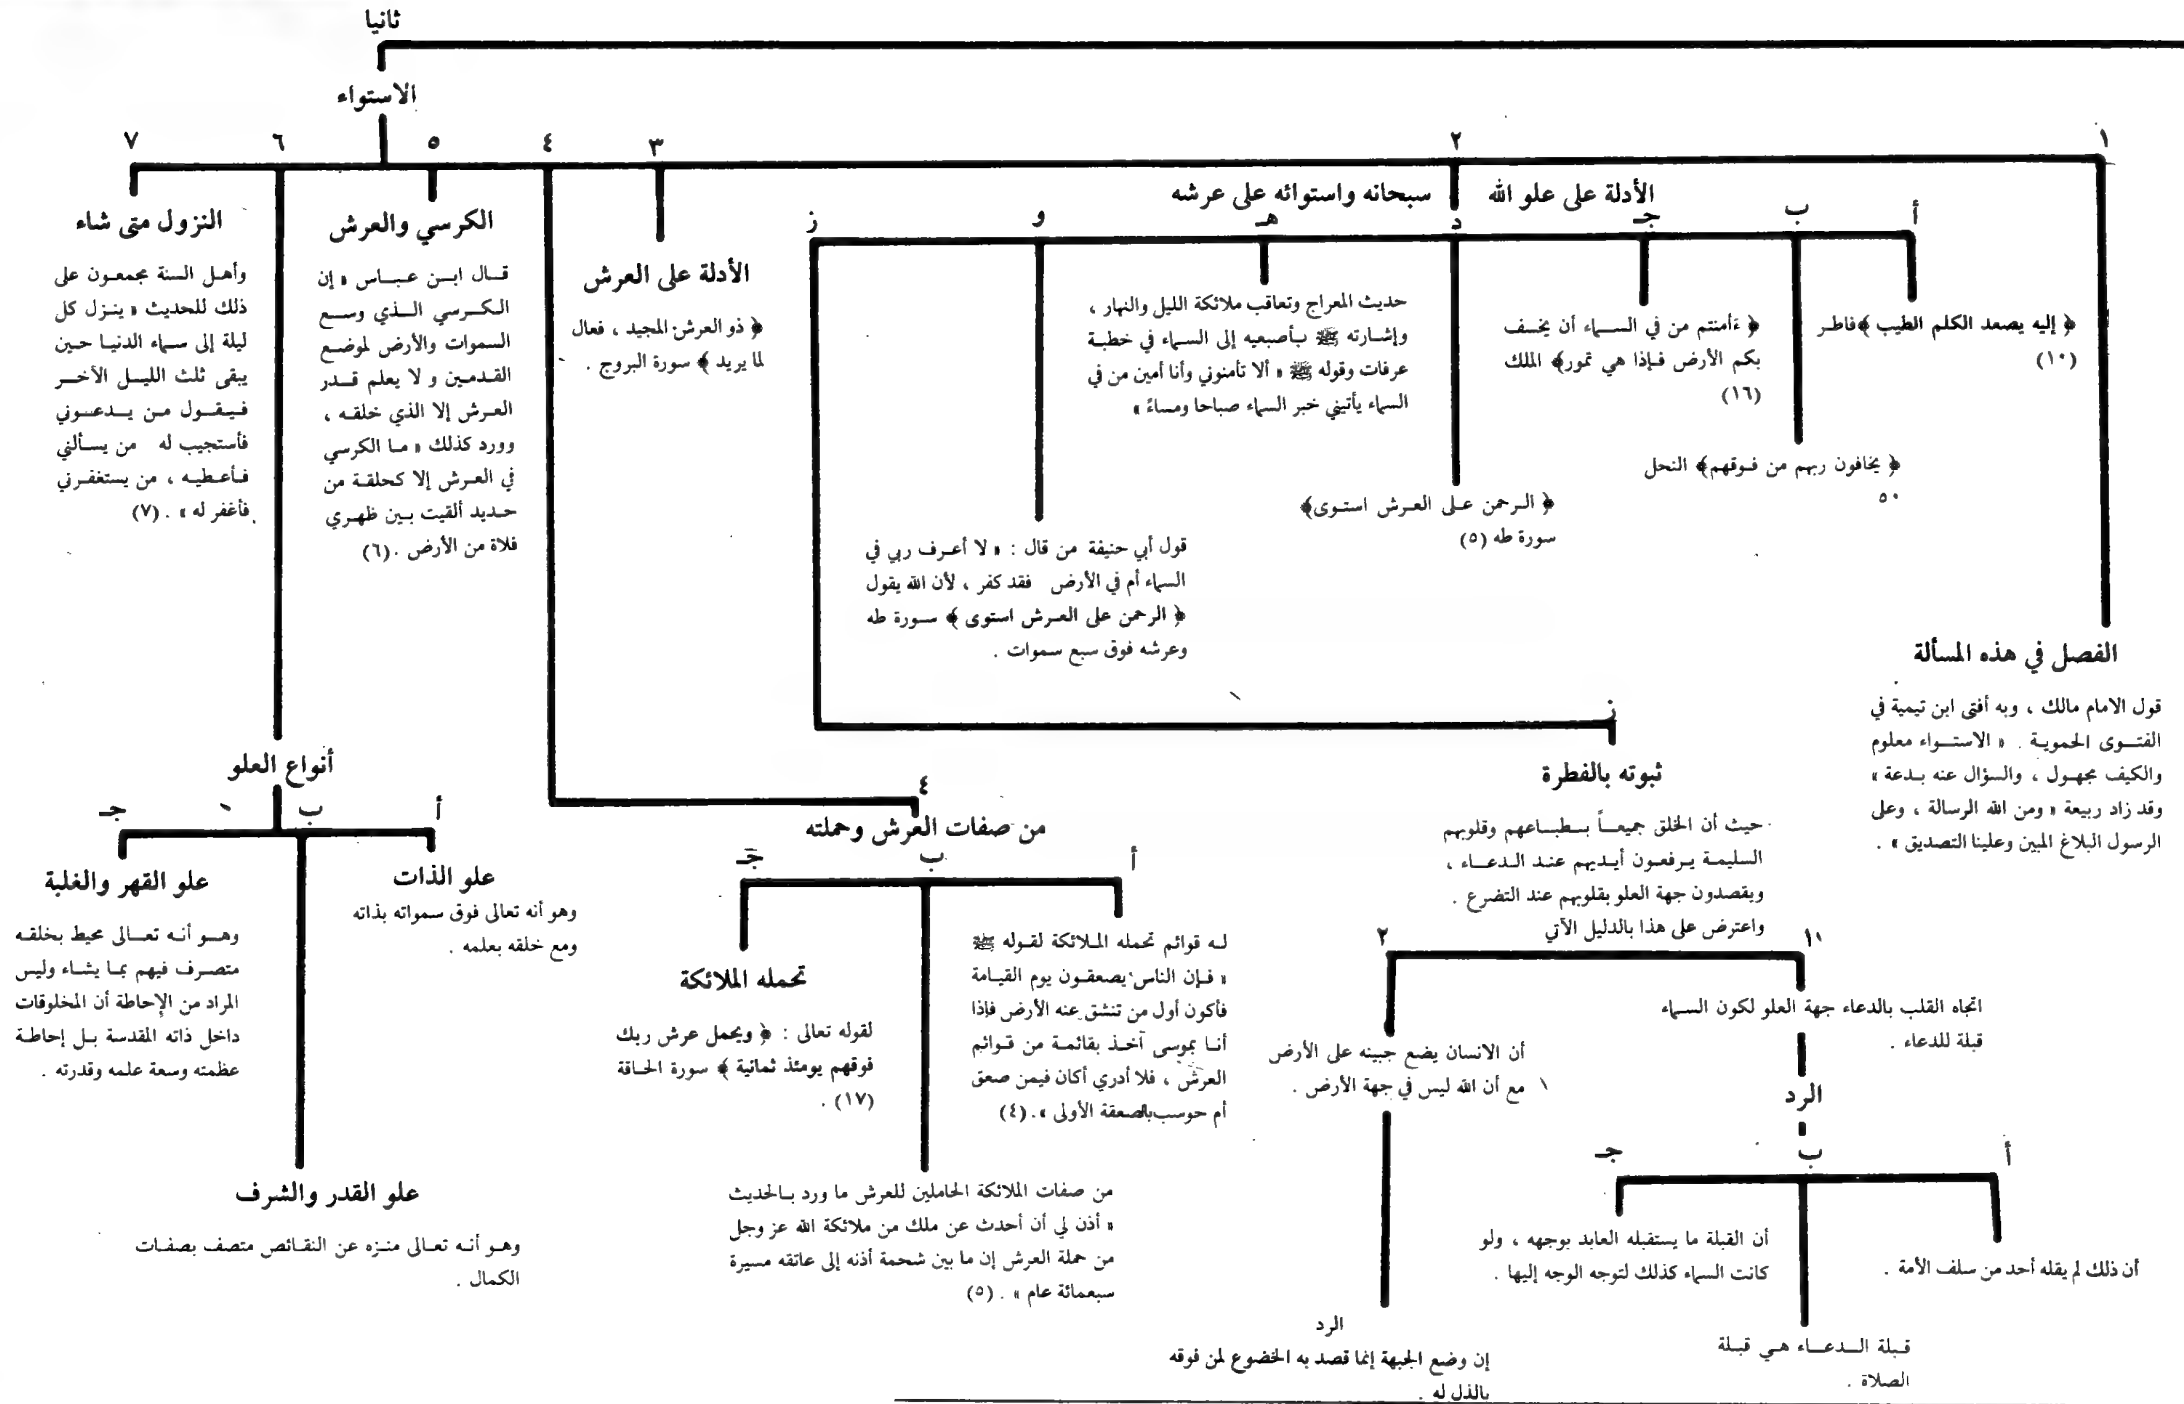 ثانيا
الاستواء
١
٢
٣
٤
٥
٦
٧
الفصل في هذه المسألة
قول الامام مالك ، وبه أفتى ابن تيمية في
الفتوى الحموية . « الاستواء معلوم
والكيف مجهول ، والسؤال عنه بدعة »
وقد زاد ربيعة « ومن الله الرسالة ، وعلى
الرسول البلاغ المبين وعلينا التصديق » .
الأدلة على علو الله سبحانه واستوائه على عرشه
أ
ب
جـ
د
هـ
و
ز
﴿ إليه يصعد الكلم الطيب ﴾فاطر
(١٠)
﴿ يخافون ربهم من فوقهم﴾ النحل
٥٠
﴿ ءأمنتم من في السماء أن يخسف
بكم الأرض فإذا هي تمور﴾ الملك
(١٦)
﴿ الرحمن على العرش استوى﴾
سورة طه (٥)
حديث المعراج وتعاقب ملائكة الليل والنهار ،
وإشارته ﷺ بأصبعيه إلى السماء في خطبة
عرفات وقوله ﷺ « ألا تأمنوني وأنا أمين من في
السماء يأتيني خبر السماء صباحا ومساءً »
قول أبي حنيفة من قال : « لا أعرف ربي في
السماء أم في الأرض فقد كفر ، لأن الله يقول
﴿ الرحمن على العرش استوى ﴾ سورة طه
وعرشه فوق سبع سموات .
ز
ثبوته بالفطرة
حيث أن الخلق جميعاً بطباعهم وقلوبهم
السليمة يرفعون أيديهم عند الدعاء ،
ويقصدون جهة العلو بقلوبهم عند التضرع .
واعترض على هذا بالدليل الآتي
١
٢
اتجاه القلب بالدعاء جهة العلو لكون السماء
قبلة للدعاء .
الرد
أ
ب
جـ
أن ذلك لم يقله أحد من سلف الأمة .
قبلة الدعاء هي قبلة
الصلاة .
أن القبلة ما يستقبله العابد بوجهه ، ولو
كانت السماء كذلك لتوجه الوجه إليها .
أن الانسان يضع جبينه على الأرض
مع أن الله ليس في جهة الأرض .
الرد
إن وضع الجبهة إنما قصد به الخضوع لمن فوقه
بالذل له .
الأدلة على العرش
﴿ ذو العرش المجيد ، فعال
لما يريد ﴾ سورة البروج .
٤
من صفات العرش وحملته
أ
ب
جـ
له قوائم تحمله الملائكة لقوله ﷺ
« فإن الناس يصعقون يوم القيامة
فأكون أول من تنشق عنه الأرض فإذا
أنا بموسى آخذ بقائمة من قوائم
العرش ، فلا أدري أكان فيمن صعق
أم حوسب بالصعقة الأولى ». (٤)
من صفات الملائكة الحاملين للعرش ما ورد بالحديث
« أذن لي أن أحدث عن ملك من ملائكة الله عز وجل
من حملة العرش إن ما بين شحمة أذنه إلى عاتقه مسيرة
سبعمائة عام » . (٥)
تحمله الملائكة
لقوله تعالى : ﴿ ويحمل عرش ربك
فوقهم يومئذ ثمانية ﴾ سورة الحاقة
(١٧) .
الكرسي والعرش
قال ابن عباس « إن
الكرسي الذي وسع
السموات والأرض لموضع
القدمين و لا يعلم قدر
العرش إلا الذي خلقه ،
وورد كذلك « ما الكرسي
في العرش إلا كحلقة من
حديد ألقيت بين ظهري
فلاة من الأرض . (٦)
أنواع العلو
أ
ب
جـ
علو الذات
وهو أنه تعالى فوق سمواته بذاته
ومع خلقه بعلمه .
علو القدر والشرف
وهو أنه تعالى منزه عن النقائص متصف بصفات
الكمال .
علو القهر والغلبة
وهو أنه تعالى محيط بخلقه
متصرف فيهم بما يشاء وليس
المراد من الإحاطة أن المخلوقات
داخل ذاته المقدسة بل إحاطة
عظمته وسعة علمه وقدرته .
النزول متى شاء
وأهل السنة مجمعون على
ذلك للحديث « ينزل كل
ليلة إلى سماء الدنيا حين
يبقى ثلث الليل الآخر
فيقول من يدعوني
فأستجيب له من يسألني
فأعطيه ، من يستغفرني
فأغفر له » . (٧)